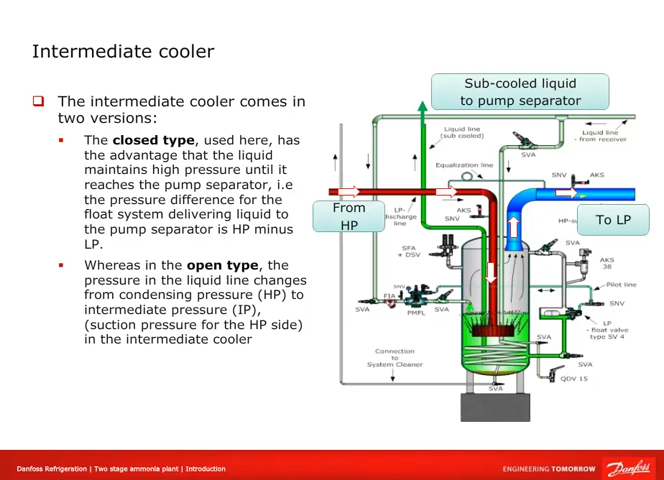 Intermediate cooler
❑ The intermediate cooler comes in
two versions:
▪ The closed type, used here, has
the advantage that the liquid
maintains high pressure until it
reaches the pump separator, i.e
the pressure difference for the
float system delivering liquid to
the pump separator is HP minus
LP.
▪ Whereas in the open type, the
pressure in the liquid line changes
from condensing pressure (HP) to
intermediate pressure (IP),
(suction pressure for the HP side)
in the intermediate cooler
Sub-cooled liquid
to pump separator
Liquid line
(sub cooled)
SVA
Liquid line
- from receiver
Equalization line
SNV
AKS
From
HP
LP-
discharge
line
AKS
SNV
To LP
SFA
+ DSV
SVA
AKS
38
Pilot line
SNV
SNV
FIA
SVA
PMFL
SVA
LP
- float valve
type SV 4
SVA
SVA
Connection
to
System Cleaner
QDV 15
SVA
Danfoss Refrigeration | Two stage ammonia plant | Introduction
ENGINEERING TOMORROW
Danfoss